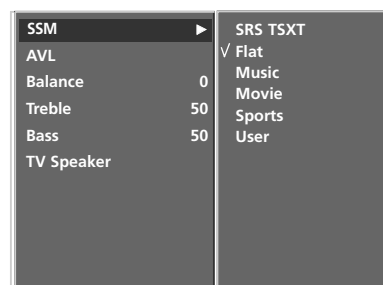 SSM ►
AVL
Balance 0
Treble 50
Bass 50
TV Speaker
SRS TSXT
√ Flat
Music
Movie
Sports
User